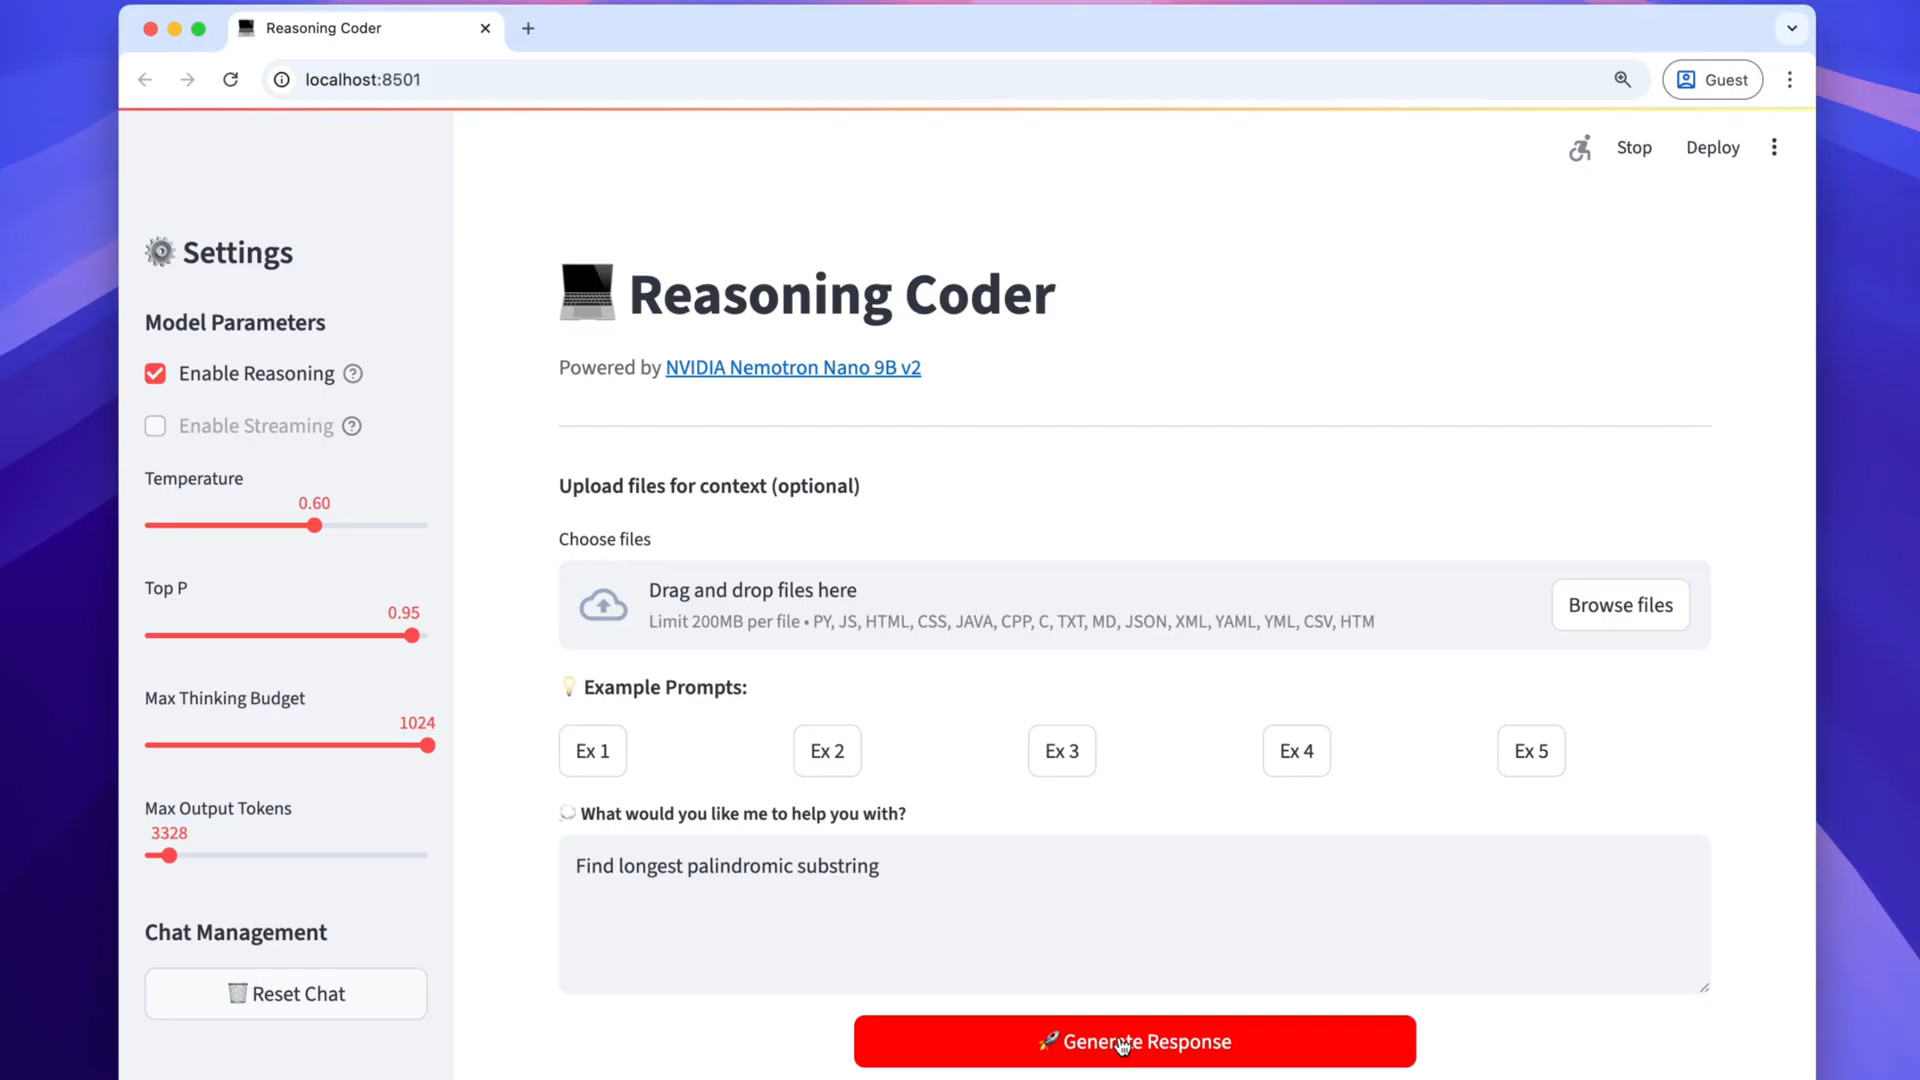 Reasoning Coder
localhost:8501
Guest
Stop
Deploy
Settings
Model Parameters
Enable Reasoning
Enable Streaming
Temperature
0.60
Top P
0.95
Max Thinking Budget
1024
Max Output Tokens
3328
Chat Management
Reset Chat
Reasoning Coder
Powered by NVIDIA Nemotron Nano 9B v2
Upload files for context (optional)
Choose files
Drag and drop files here
Limit 200MB per file • PY, JS, HTML, CSS, JAVA, CPP, C, TXT, MD, JSON, XML, YAML, YML, CSV, HTM
Browse files
Example Prompts:
Ex 1
Ex 2
Ex 3
Ex 4
Ex 5
What would you like me to help you with?
Find longest palindromic substring
Generate Response